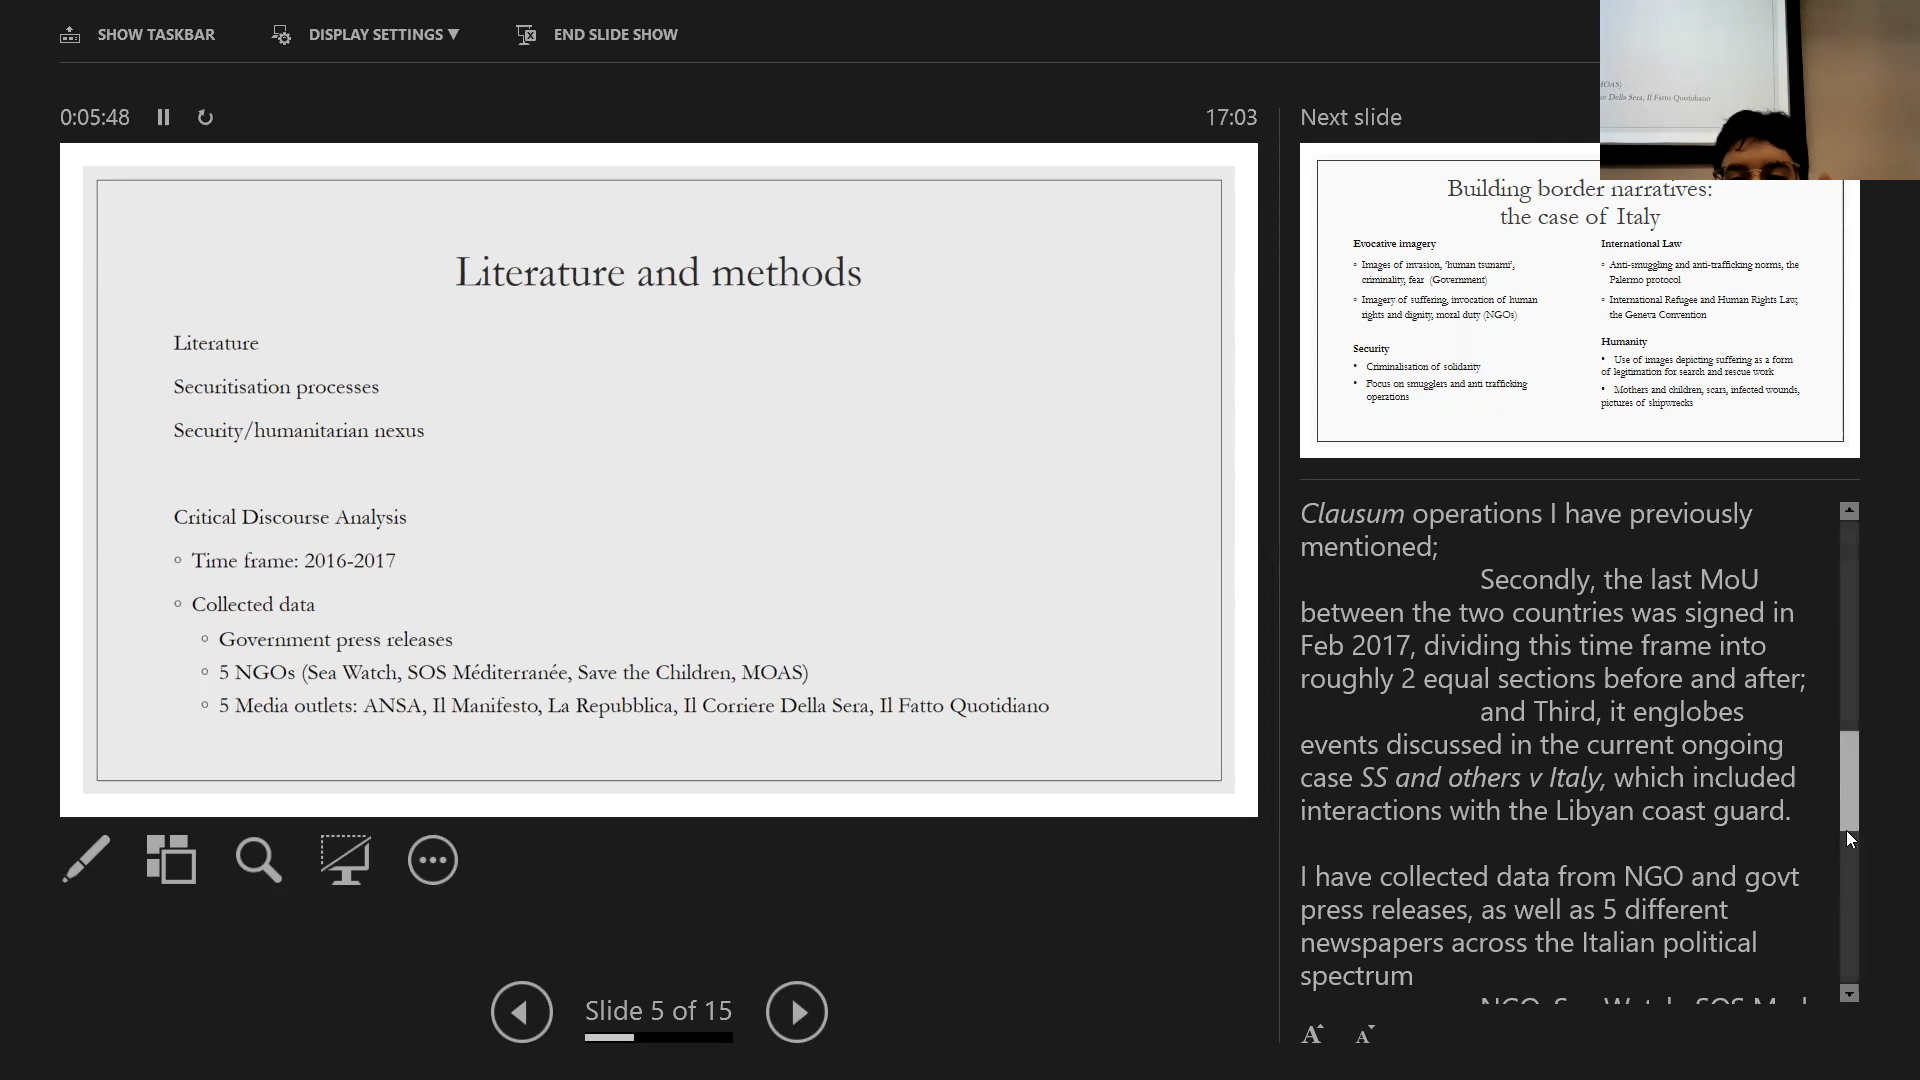 SHOW TASKBAR
DISPLAY SETTINGS ▼
END SLIDE SHOW
0:05:48
17:03
Literature and methods
Literature
Securitisation processes
Security/humanitarian nexus
Critical Discourse Analysis
◦ Time frame: 2016-2017
◦ Collected data
◦ Government press releases
◦ 5 NGOs (Sea Watch, SOS Méditerranée, Save the Children, MOAS)
◦ 5 Media outlets: ANSA, Il Manifesto, La Repubblica, Il Corriere Della Sera, Il Fatto Quotidiano
Slide 5 of 15
Next slide
MOAS)
re Della Sera, Il Fatto Quotidiano
Building border narratives:
the case of Italy
Evocative imagery
◦ Images of invasion, ‘human tsunami’,
criminality, fear (Government)
◦ Imagery of suffering, invocation of human
rights and dignity, moral duty (NGOs)
Security
• Criminalisation of solidarity
• Focus on smugglers and anti trafficking
operations
International Law
◦ Anti-smuggling and anti-trafficking norms, the
Palermo protocol
◦ International Refugee and Human Rights Law,
the Geneva Convention
Humanity
• Use of images depicting suffering as a form
of legitimation for search and rescue work
• Mothers and children, scars, infected wounds,
pictures of shipwrecks
Clausum operations I have previously
mentioned;
Secondly, the last MoU
between the two countries was signed in
Feb 2017, dividing this time frame into
roughly 2 equal sections before and after;
and Third, it englobes
events discussed in the current ongoing
case SS and others v Italy, which included
interactions with the Libyan coast guard.
I have collected data from NGO and govt
press releases, as well as 5 different
newspapers across the Italian political
spectrum
A A